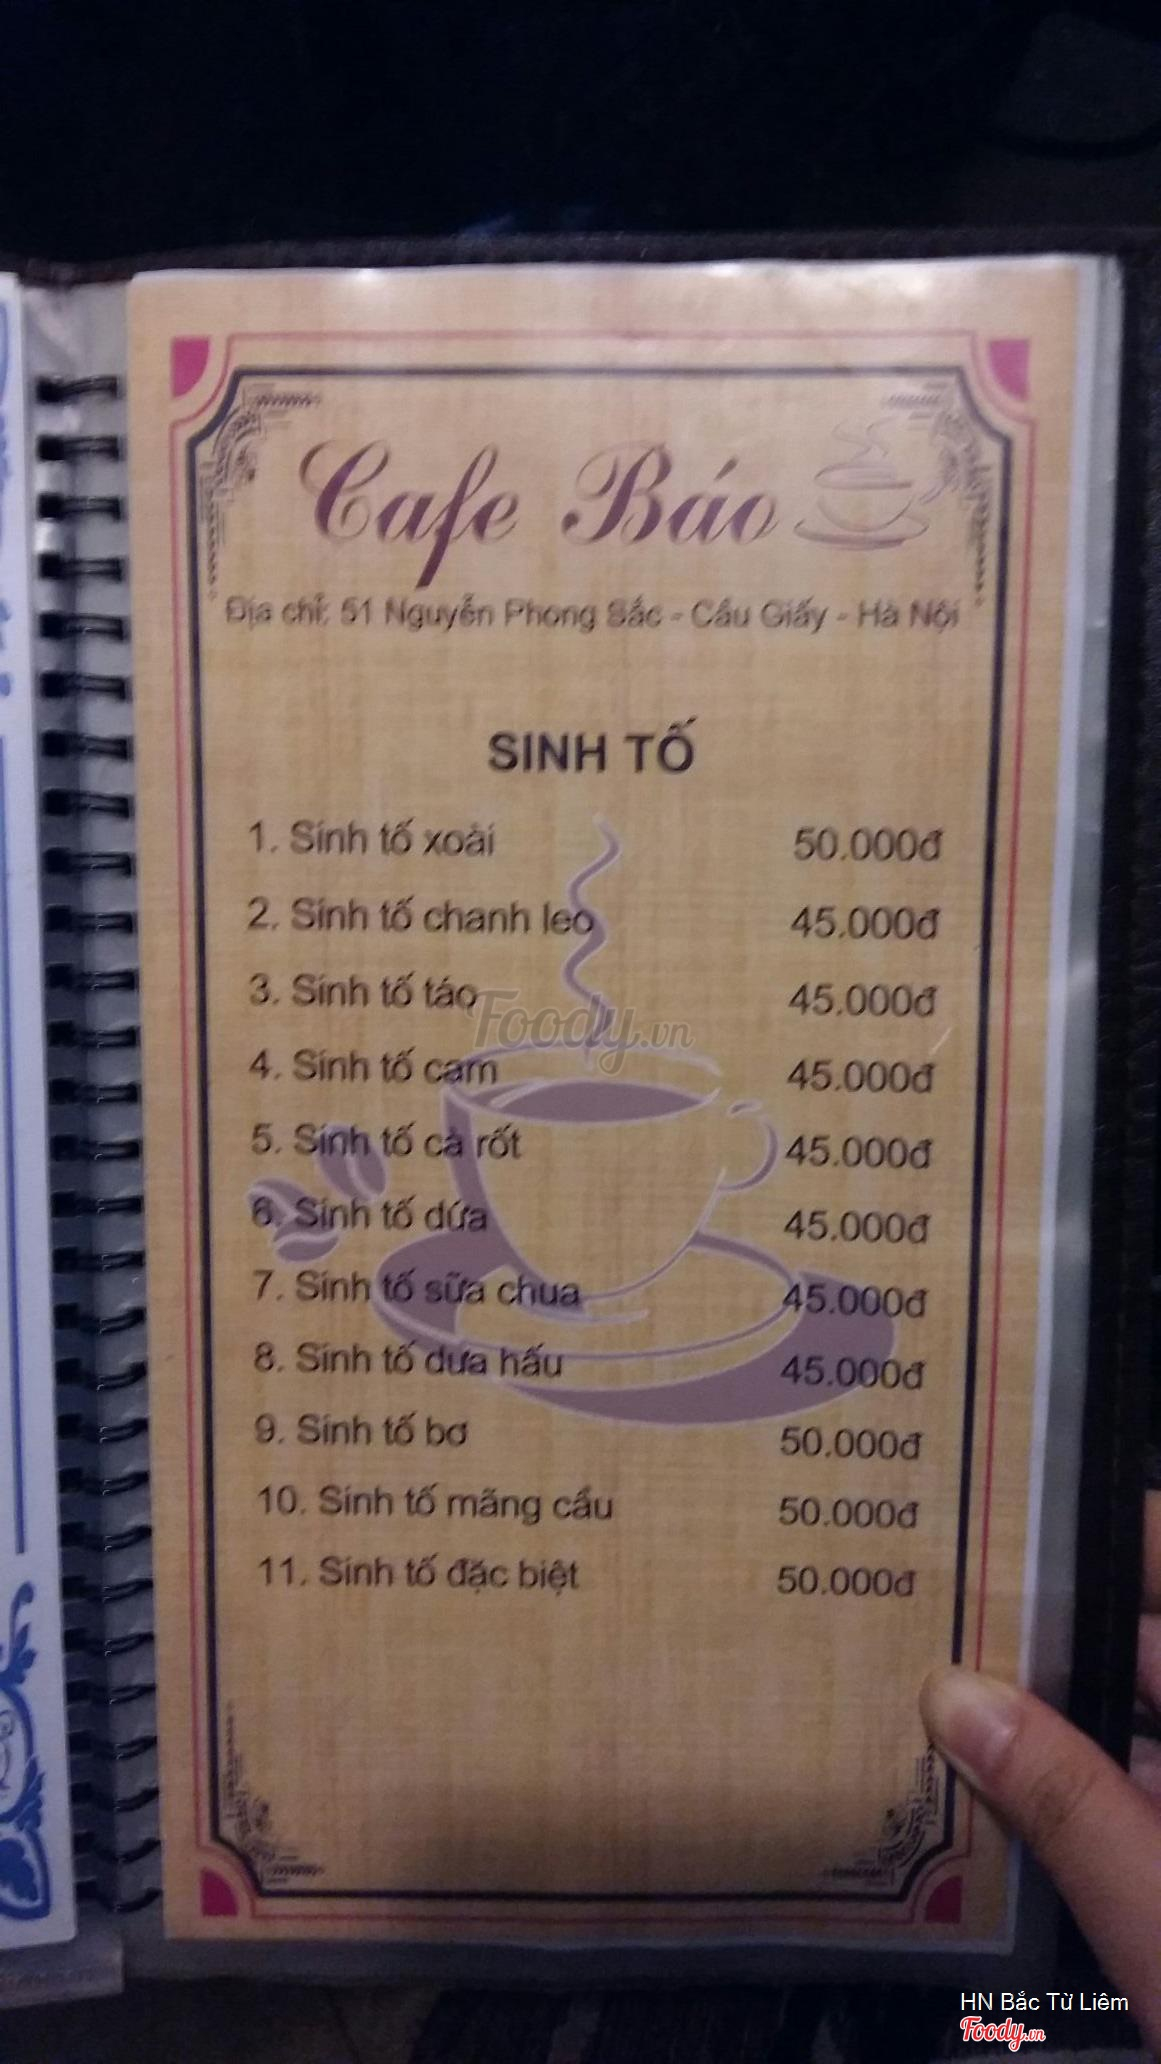 Cafe Báo
Địa chỉ: 51 Nguyễn Phong Sắc - Cầu Giấy - Hà Nội
SINH TỐ
1. Sinh tố xoài 50.000đ
2. Sinh tố chanh leo 45.000đ
3. Sinh tố táo 45.000đ
Foody.vn
4. Sinh tố cam 45.000đ
5. Sinh tố cà rốt 45.000đ
6. Sinh tố dứa 45.000đ
7. Sinh tố sữa chua 45.000đ
8. Sinh tố dưa hấu 45.000đ
9. Sinh tố bơ 50.000đ
10. Sinh tố mãng cầu 50.000đ
11. Sinh tố đặc biệt 50.000đ
HN Bắc Từ Liêm
Foody.vn